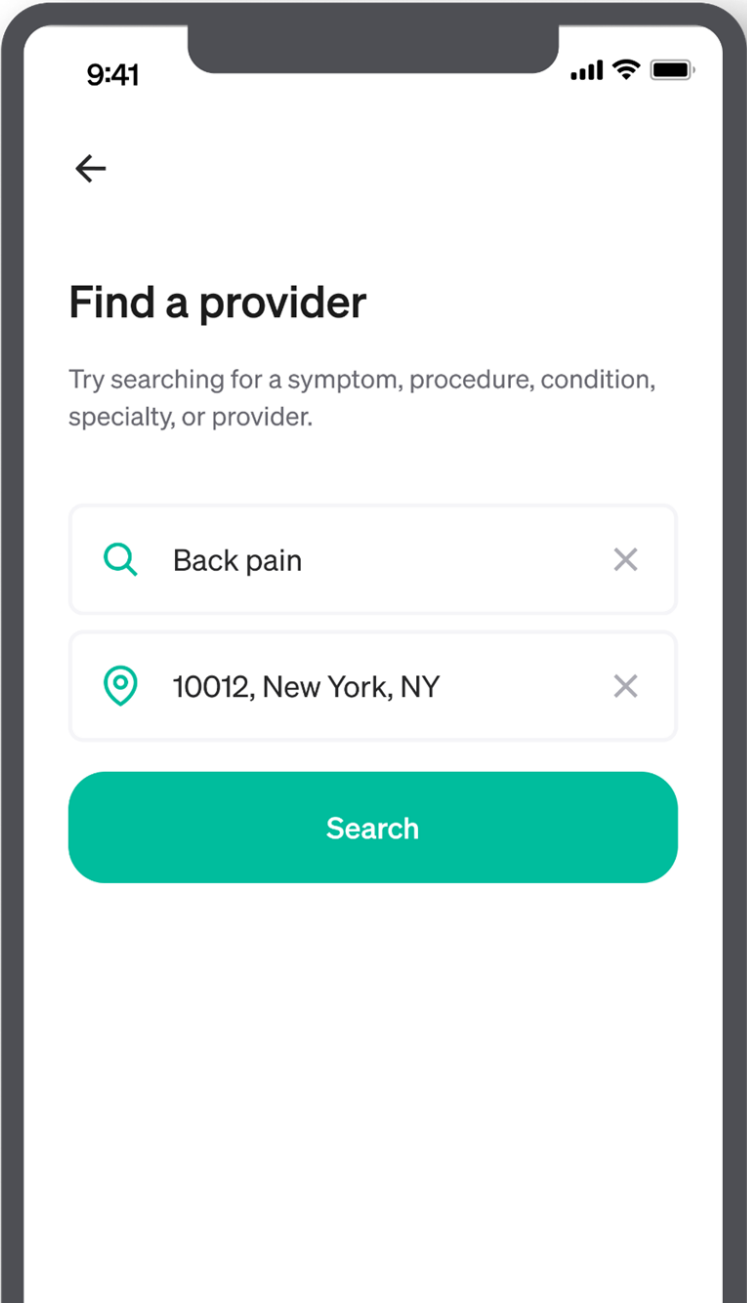 9:41
Find a provider
Try searching for a symptom, procedure, condition,
specialty, or provider.
Back pain
10012, New York, NY
Search